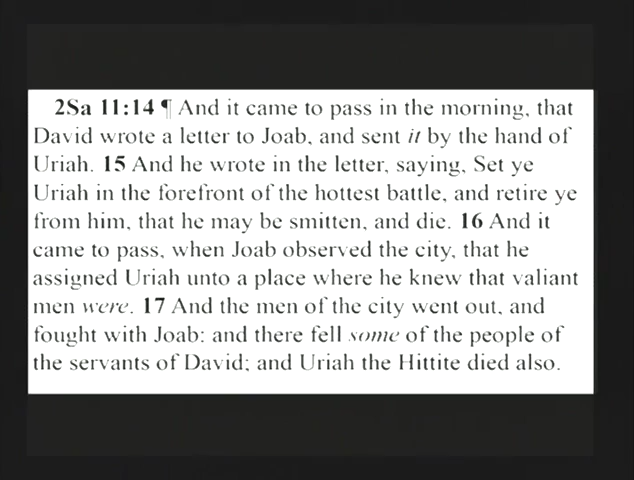 2Sa 11:14 ¶ And it came to pass in the morning, that
David wrote a letter to Joab, and sent it by the hand of
Uriah. 15 And he wrote in the letter, saying, Set ye
Uriah in the forefront of the hottest battle, and retire ye
from him, that he may be smitten, and die. 16 And it
came to pass, when Joab observed the city, that he
assigned Uriah unto a place where he knew that valiant
men were. 17 And the men of the city went out, and
fought with Joab: and there fell some of the people of
the servants of David; and Uriah the Hittite died also.